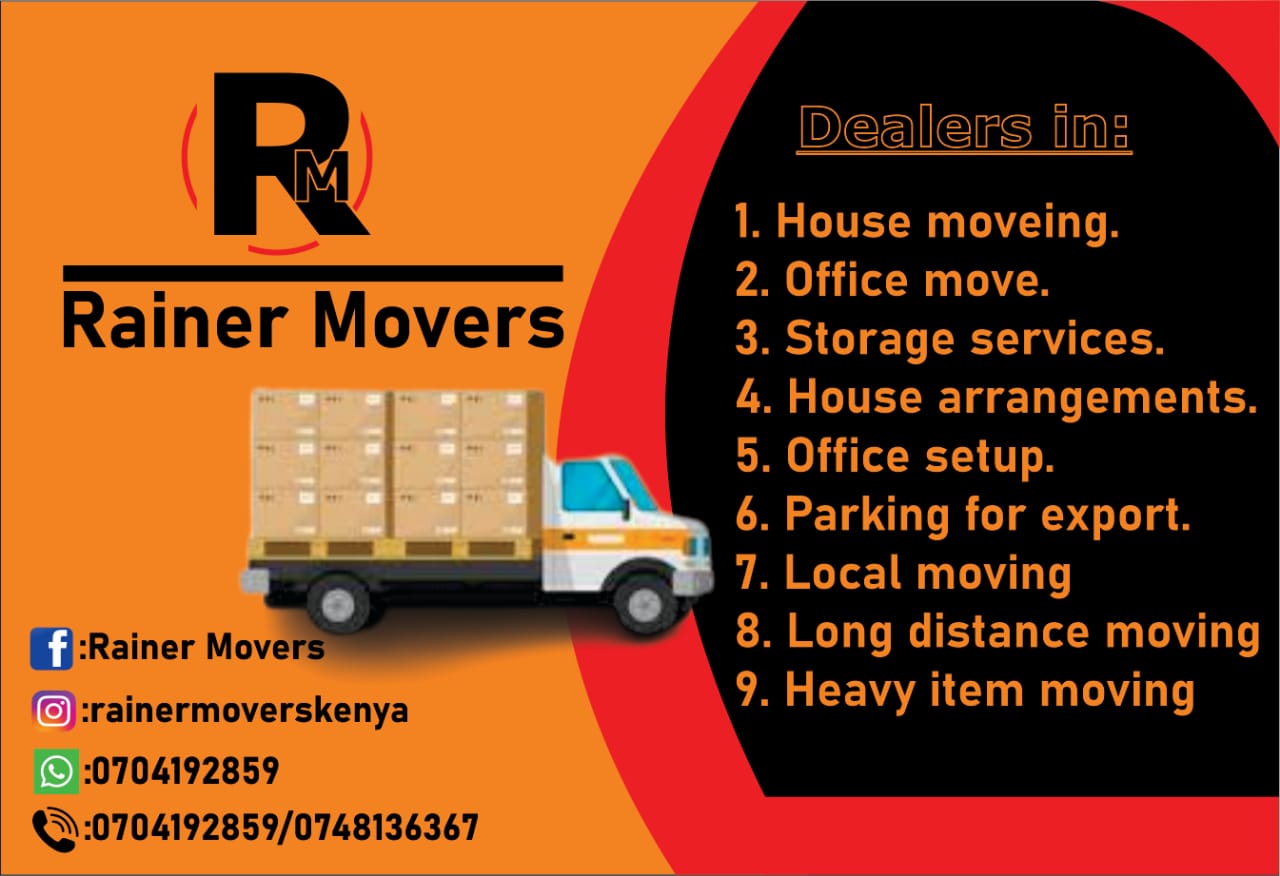 RM
Rainer Movers
:Rainer Movers
:rainermoverskenya
:0704192859
:0704192859/0748136367
Dealers in:
1. House moveing.
2. Office move.
3. Storage services.
4. House arrangements.
5. Office setup.
6. Parking for export.
7. Local moving
8. Long distance moving
9. Heavy item moving